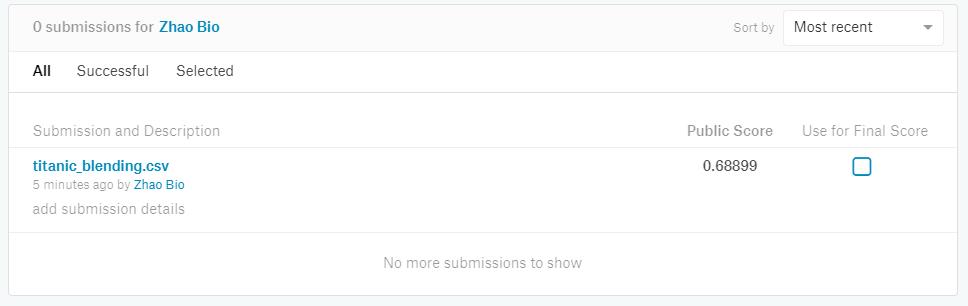 0 submissions for Zhao Bio
Sort by Most recent
All Successful Selected
Submission and Description Public Score Use for Final Score
titanic_blending.csv 0.68899
5 minutes ago by Zhao Bio
add submission details
No more submissions to show